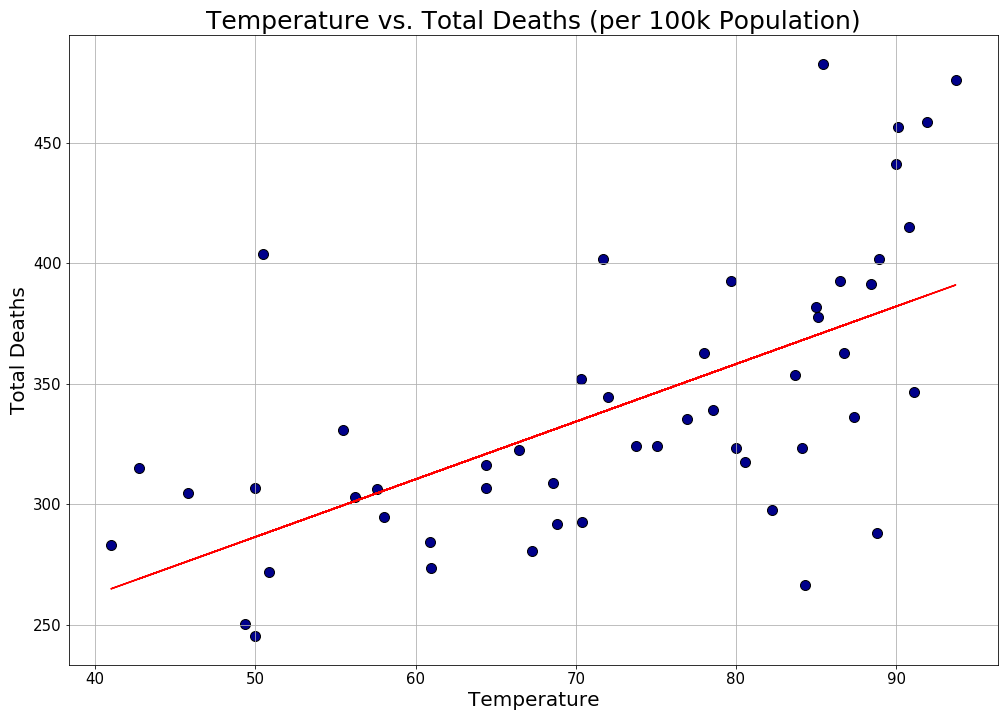 Temperature vs. Total Deaths (per 100k Population)
Total Deaths
450
400
350
300
250
40 50 60 70 80 90
Temperature